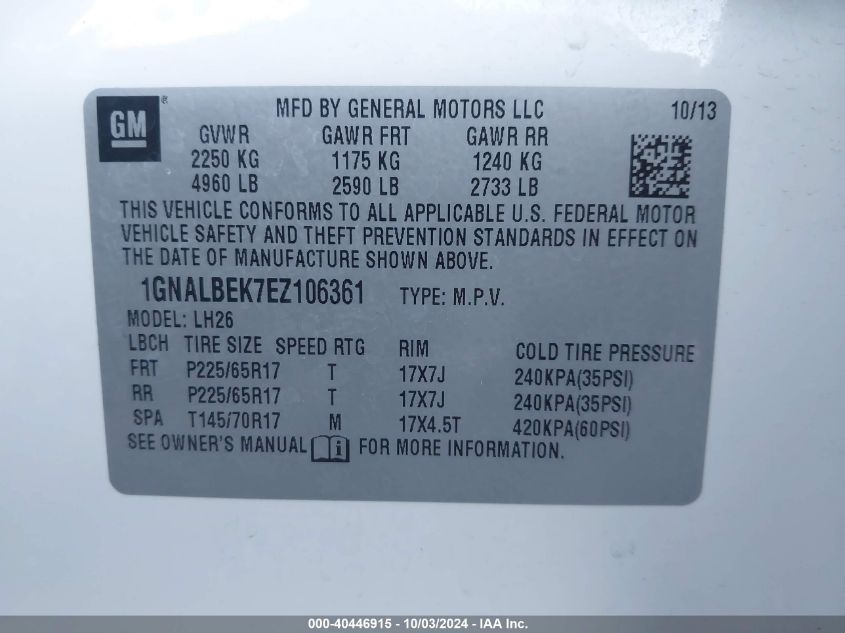 GM ® MFD BY GENERAL MOTORS LLC 10/13
GVWR GAWR FRT GAWR RR
2250 KG 1175 KG 1240 KG
4960 LB 2590 LB 2733 LB
THIS VEHICLE CONFORMS TO ALL APPLICABLE U.S. FEDERAL MOTOR
VEHICLE SAFETY AND THEFT PREVENTION STANDARDS IN EFFECT ON
THE DATE OF MANUFACTURE SHOWN ABOVE.
1GNALBEK7EZ106361 TYPE: M.P.V.
MODEL: LH26
LBCH TIRE SIZE SPEED RTG RIM COLD TIRE PRESSURE
FRT P225/65R17 T 17X7J 240KPA(35PSI)
RR P225/65R17 T 17X7J 240KPA(35PSI)
SPA T145/70R17 M 17X4.5T 420KPA(60PSI)
SEE OWNER'S MANUAL i FOR MORE INFORMATION.
000-40446915 - 10/03/2024 - IAA Inc.